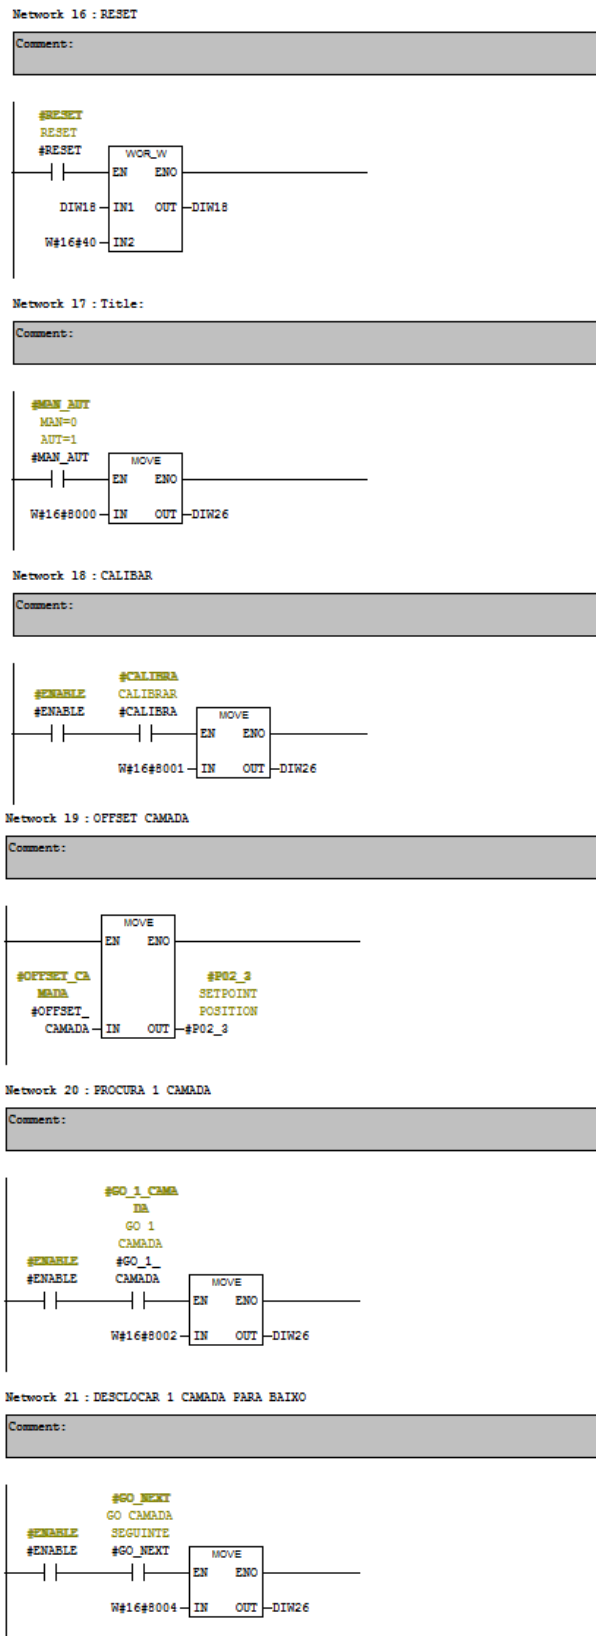 Network 16 : RESET
Comment:
#RESET
RESET
#RESET
WOR_W
EN ENO
DIW18 IN1 OUT DIW18
W#16#40 IN2
Network 17 : Title:
Comment:
#MAN_AUT
MAN=0
AUT=1
#MAN_AUT
MOVE
EN ENO
W#16#8000 IN OUT DIW26
Network 18 : CALIBAR
Comment:
#CALIBRA
#ENABLE CALIBRAR
#ENABLE #CALIBRA
MOVE
EN ENO
W#16#8001 IN OUT DIW26
Network 19 : OFFSET CAMADA
Comment:
MOVE
EN ENO
#OFFSET_CA #P02_3
MADA SETPOINT
#OFFSET_ POSITION
CAMADA IN OUT #P02_3
Network 20 : PROCURA 1 CAMADA
Comment:
#GO_1_CAMA
DA
GO 1
CAMADA
#ENABLE #GO_1_
#ENABLE CAMADA
MOVE
EN ENO
W#16#8002 IN OUT DIW26
Network 21 : DESCLOCAR 1 CAMADA PARA BAIXO
Comment:
#GO_NEXT
GO CAMADA
#ENABLE SEGUINTE
#ENABLE #GO_NEXT
MOVE
EN ENO
W#16#8004 IN OUT DIW26